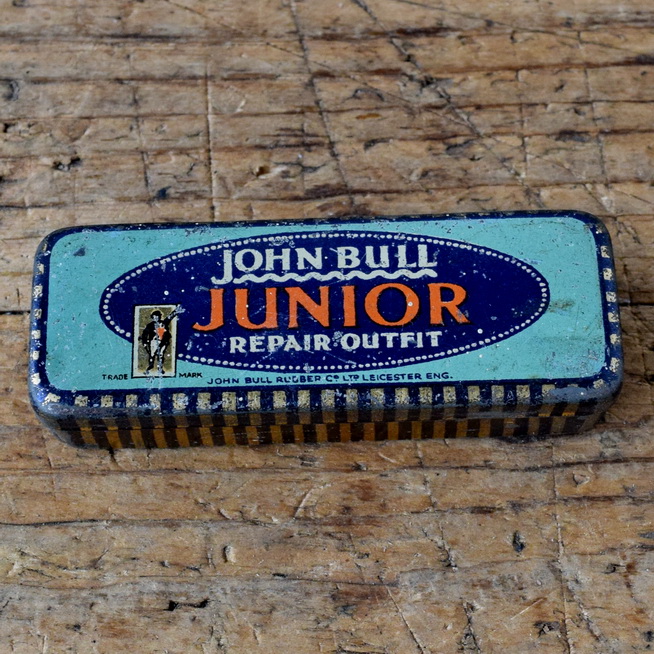 JOHN BULL
JUNIOR
REPAIR OUTFIT
TRADE MARK
JOHN BULL RUBBER Co LTD LEICESTER ENG.